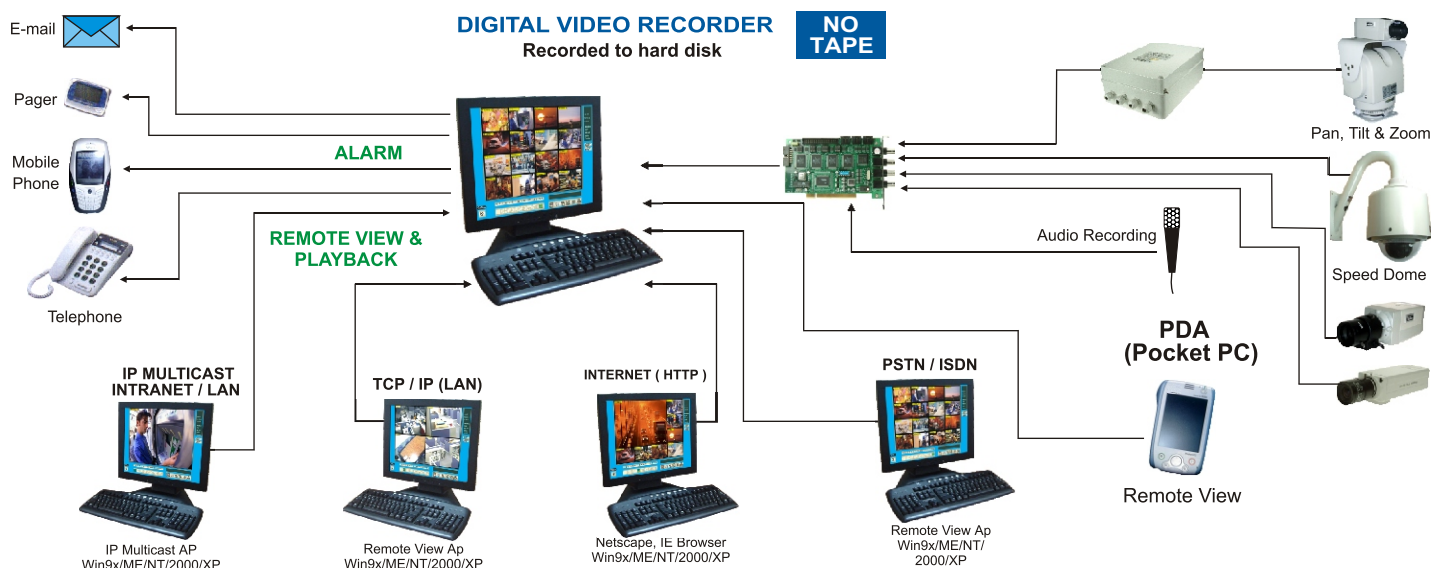 E-mail
DIGITAL VIDEO RECORDER
Recorded to hard disk
NO
TAPE
Pager
Pan, Tilt & Zoom
ALARM
Mobile
Phone
REMOTE VIEW &
PLAYBACK
Audio Recording
Speed Dome
Telephone
PDA
(Pocket PC)
IP MULTICAST
INTRANET / LAN
TCP / IP (LAN)
INTERNET ( HTTP )
PSTN / ISDN
Remote View
IP Multicast AP
Win9x/ME/NT/2000/XP
Remote View Ap
Win9x/ME/NT/2000/XP
Netscape, IE Browser
Win9x/ME/NT/2000/XP
Remote View Ap
Win9x/ME/NT/
2000/XP